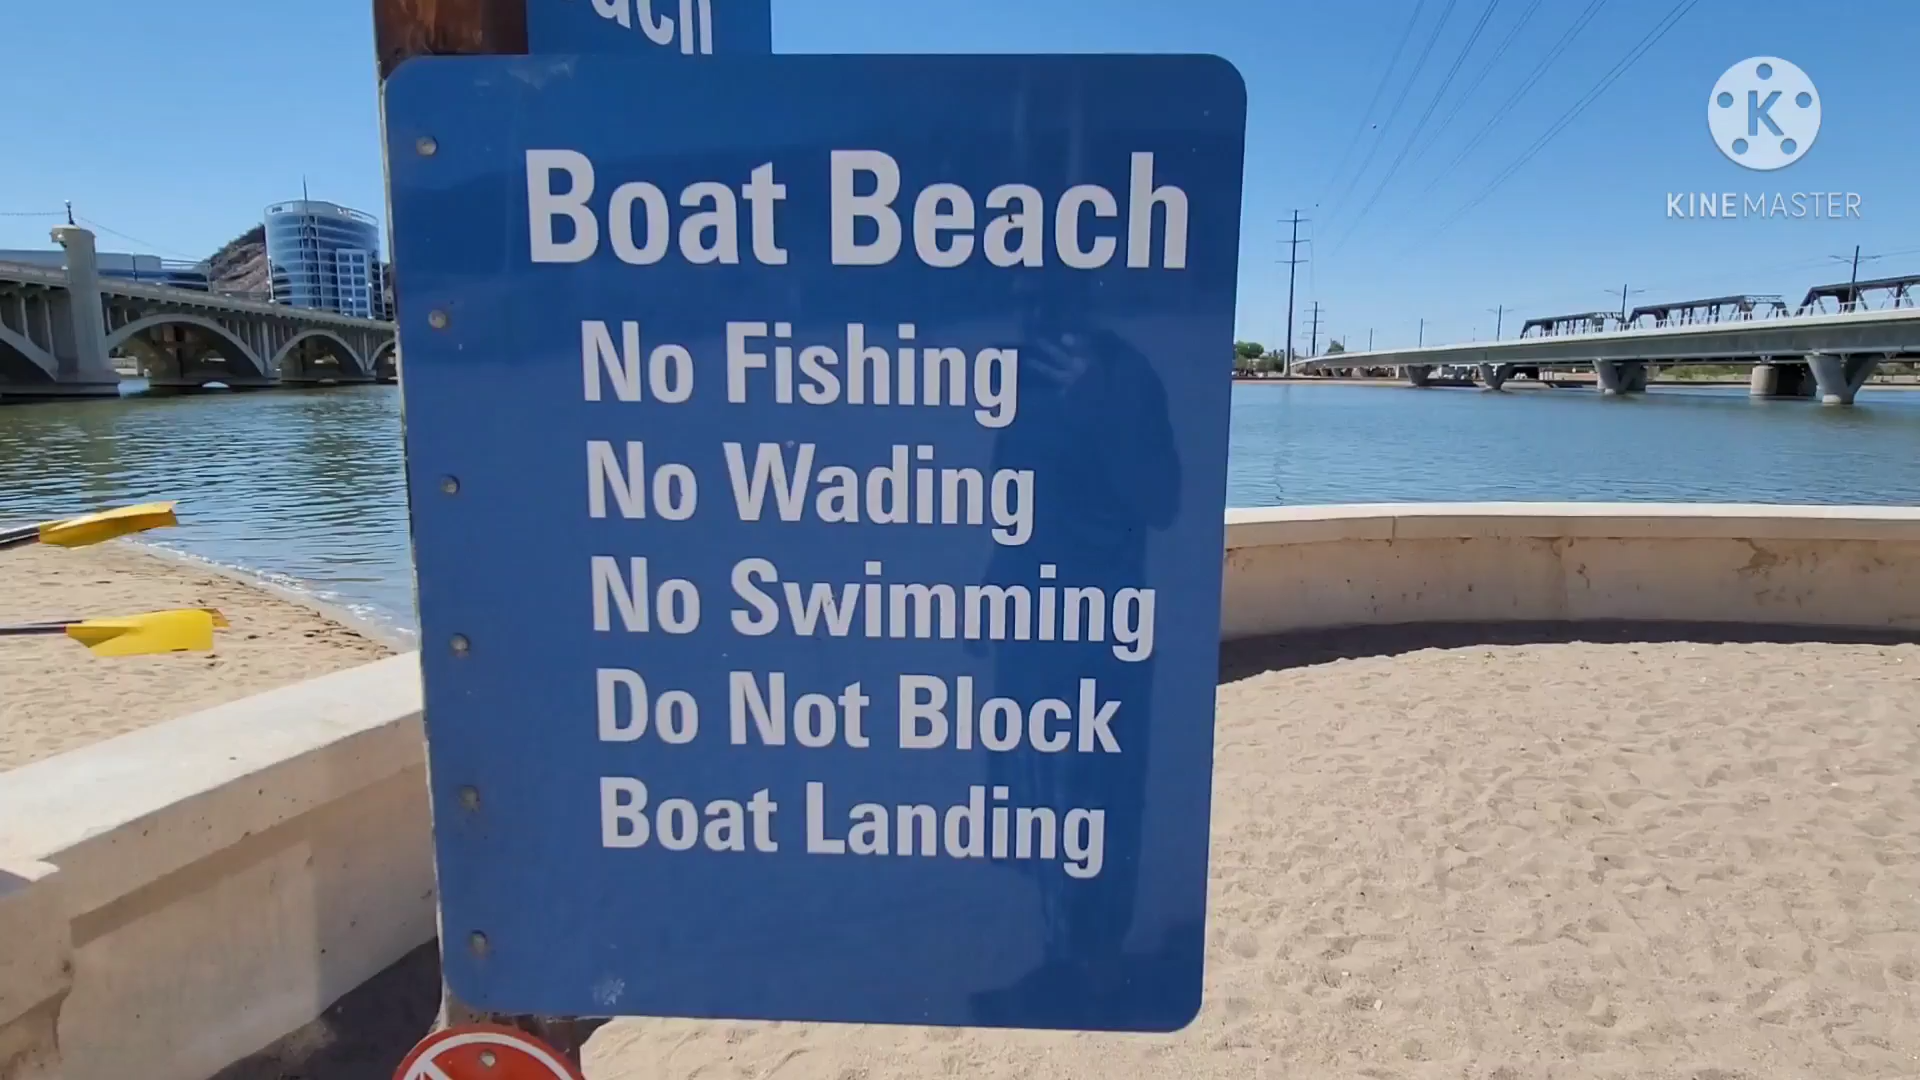 Boat Beach
No Fishing
No Wading
No Swimming
Do Not Block
Boat Landing
K
KINEMASTER